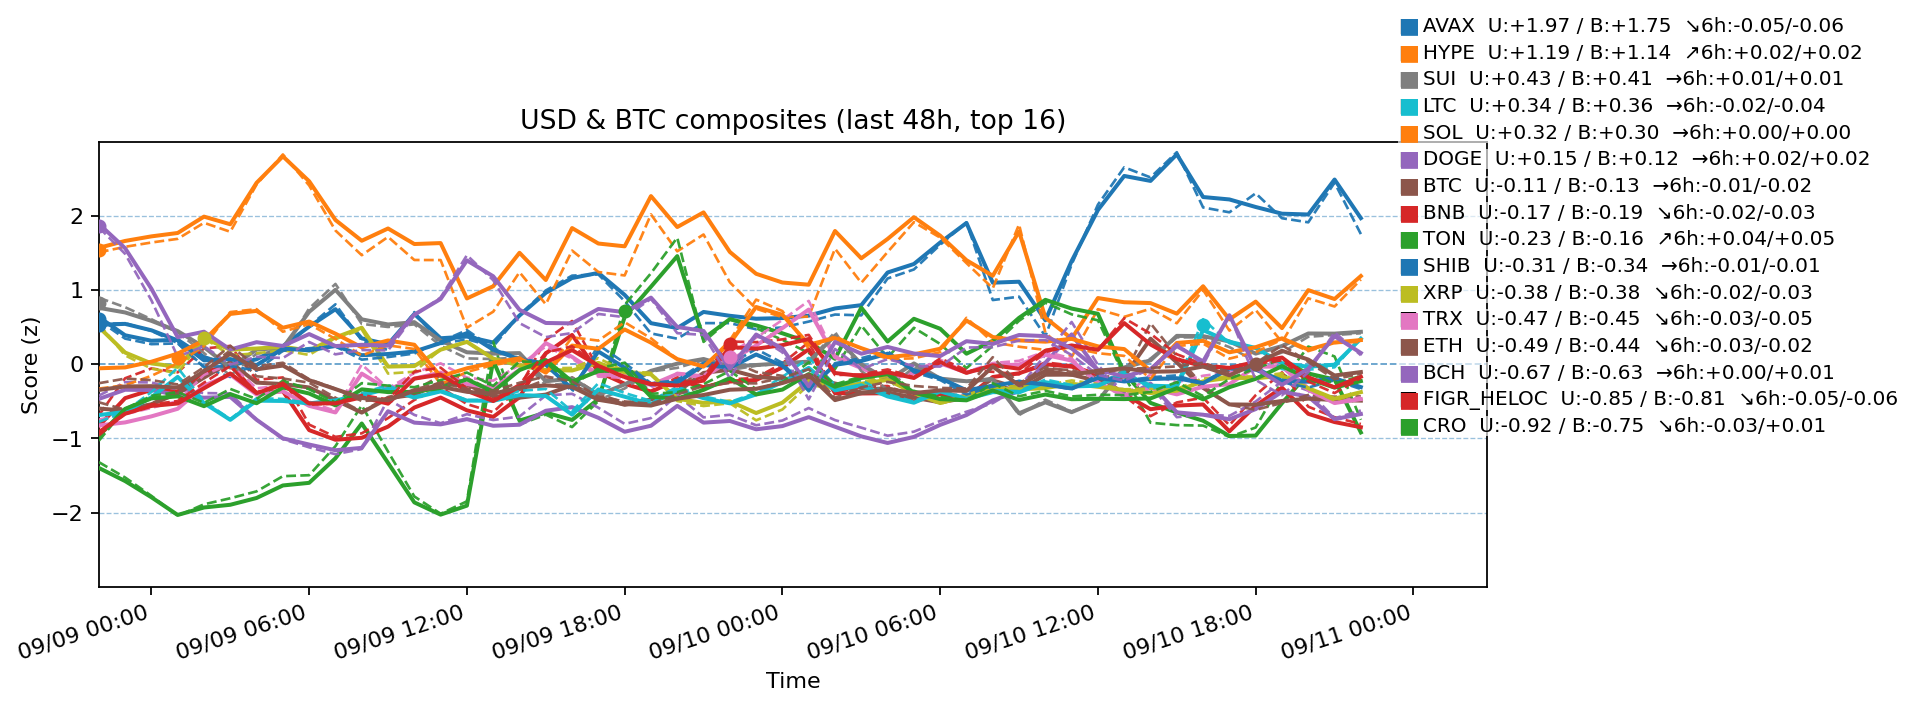 AVAX  U:+1.97 / B:+1.75  ↘6h:-0.05/-0.06
HYPE  U:+1.19 / B:+1.14  ↗6h:+0.02/+0.02
SUI  U:+0.43 / B:+0.41  →6h:+0.01/+0.01
LTC  U:+0.34 / B:+0.36  →6h:-0.02/-0.04
SOL  U:+0.32 / B:+0.30  →6h:+0.00/+0.00
DOGE  U:+0.15 / B:+0.12  →6h:+0.02/+0.02
BTC  U:-0.11 / B:-0.13  →6h:-0.01/-0.02
BNB  U:-0.17 / B:-0.19  ↘6h:-0.02/-0.03
TON  U:-0.23 / B:-0.16  ↗6h:+0.04/+0.05
SHIB  U:-0.31 / B:-0.34  →6h:-0.01/-0.01
XRP  U:-0.38 / B:-0.38  ↘6h:-0.02/-0.03
TRX  U:-0.47 / B:-0.45  ↘6h:-0.03/-0.05
ETH  U:-0.49 / B:-0.44  ↘6h:-0.03/-0.02
BCH  U:-0.67 / B:-0.63  →6h:+0.00/+0.01
FIGR_HELOC  U:-0.85 / B:-0.81  ↘6h:-0.05/-0.06
CRO  U:-0.92 / B:-0.75  ↘6h:-0.03/+0.01
USD & BTC composites (last 48h, top 16)
Score (z)
2
1
0
−1
−2
09/09 00:00
09/09 06:00
09/09 12:00
09/09 18:00
09/10 00:00
09/10 06:00
09/10 12:00
09/10 18:00
09/11 00:00
Time